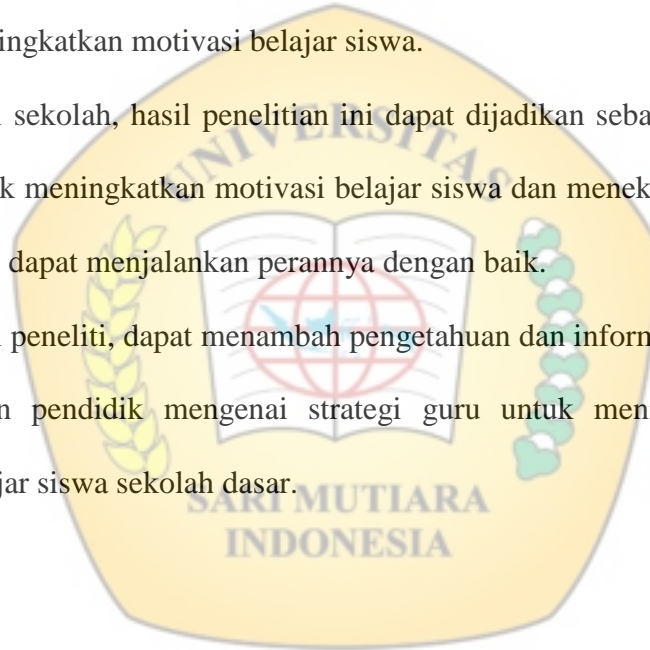 ingkatkan motivasi belajar siswa.
sekolah, hasil penelitian ini dapat dijadikan seba
k meningkatkan motivasi belajar siswa dan menek
dapat menjalankan perannya dengan baik.
peneliti, dapat menambah pengetahuan dan inform
n pendidik mengenai strategi guru untuk men
jar siswa sekolah dasar.
UNIVERSITAS
SARI MUTIARA
INDONESIA